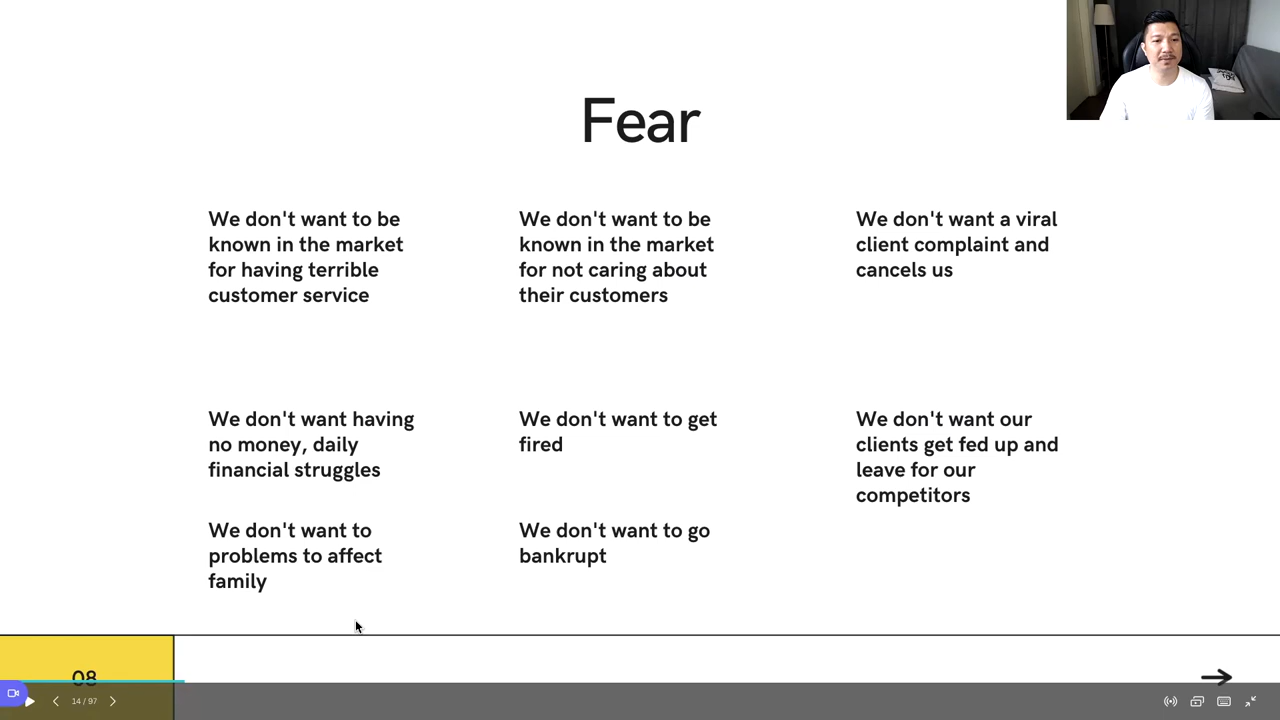 Fear
We don't want to be
known in the market
for having terrible
customer service
We don't want to be
known in the market
for not caring about
their customers
We don't want a viral
client complaint and
cancels us
We don't want having
no money, daily
financial struggles
We don't want to get
fired
We don't want our
clients get fed up and
leave for our
competitors
We don't want to
problems to affect
family
We don't want to go
bankrupt
08
14 / 97